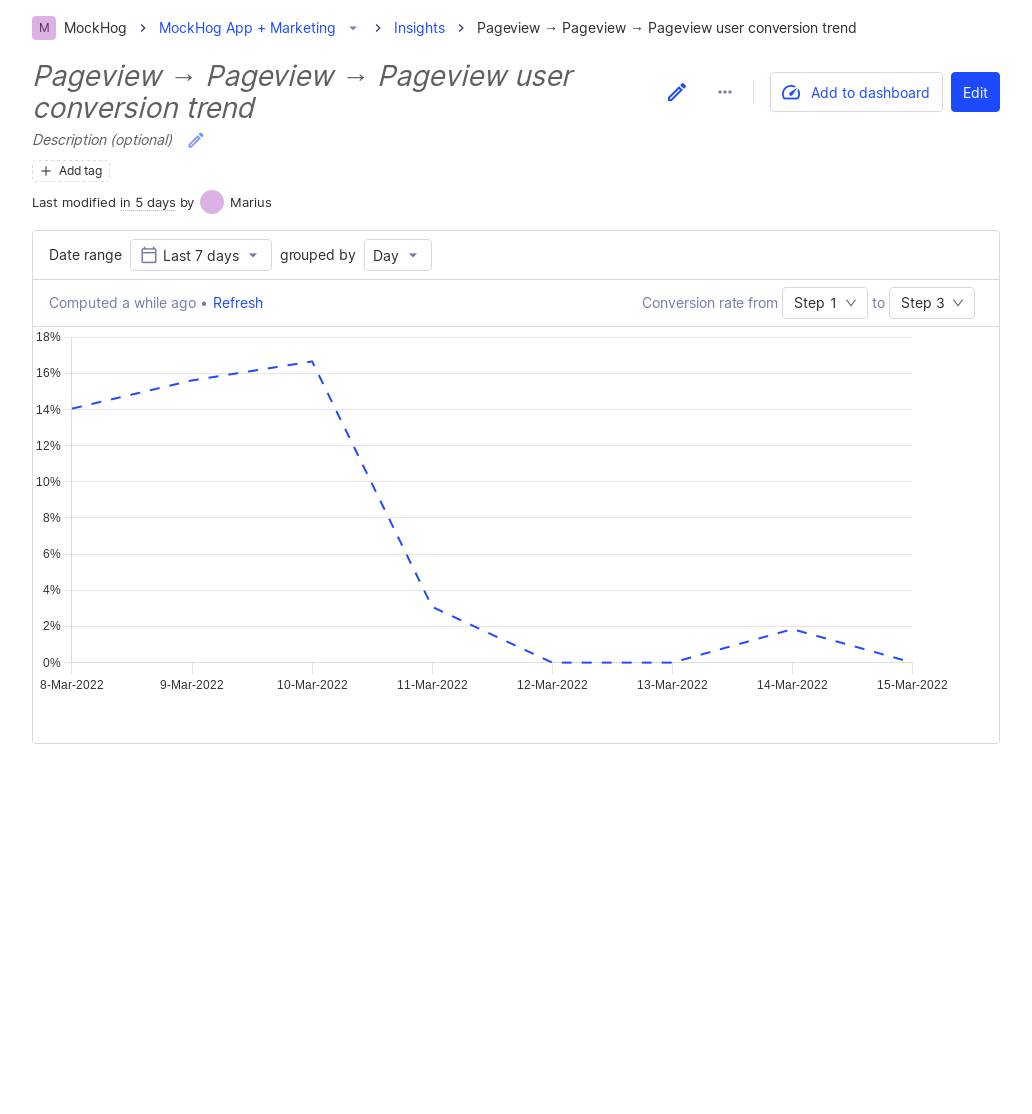 M MockHog > MockHog App + Marketing > Insights > Pageview → Pageview → Pageview user conversion trend
Pageview → Pageview → Pageview user
conversion trend
Add to dashboard
Edit
Description (optional)
+ Add tag
Last modified in 5 days by Marius
Date range Last 7 days grouped by Day
Computed a while ago • Refresh
Conversion rate from Step 1 to Step 3
18%
16%
14%
12%
10%
8%
6%
4%
2%
0%
8-Mar-2022 9-Mar-2022 10-Mar-2022 11-Mar-2022 12-Mar-2022 13-Mar-2022 14-Mar-2022 15-Mar-2022